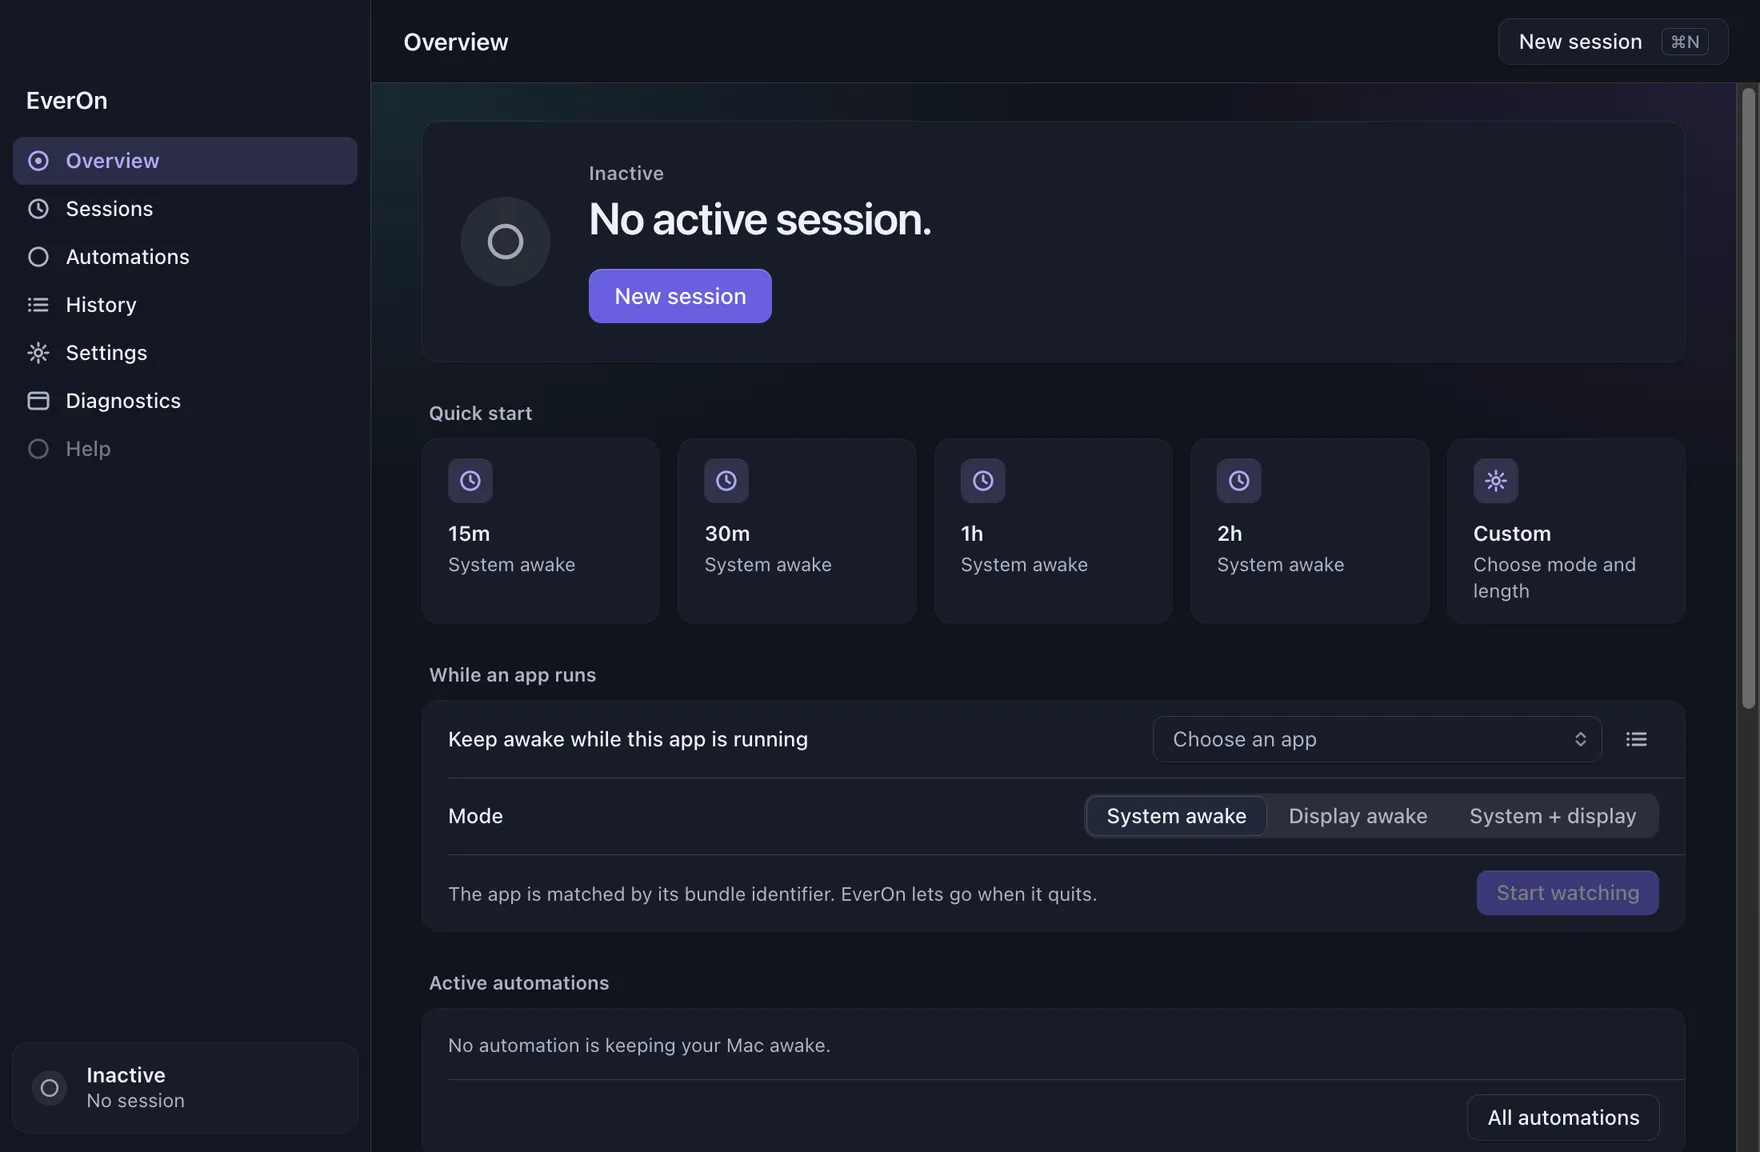 Overview
New session ⌘N
EverOn
Overview
Sessions
Automations
History
Settings
Diagnostics
Help
Inactive
No session
Inactive
No active session.
New session
Quick start
15m
System awake
30m
System awake
1h
System awake
2h
System awake
Custom
Choose mode and
length
While an app runs
Keep awake while this app is running
Choose an app
Mode
System awake
Display awake
System + display
The app is matched by its bundle identifier. EverOn lets go when it quits.
Start watching
Active automations
No automation is keeping your Mac awake.
All automations